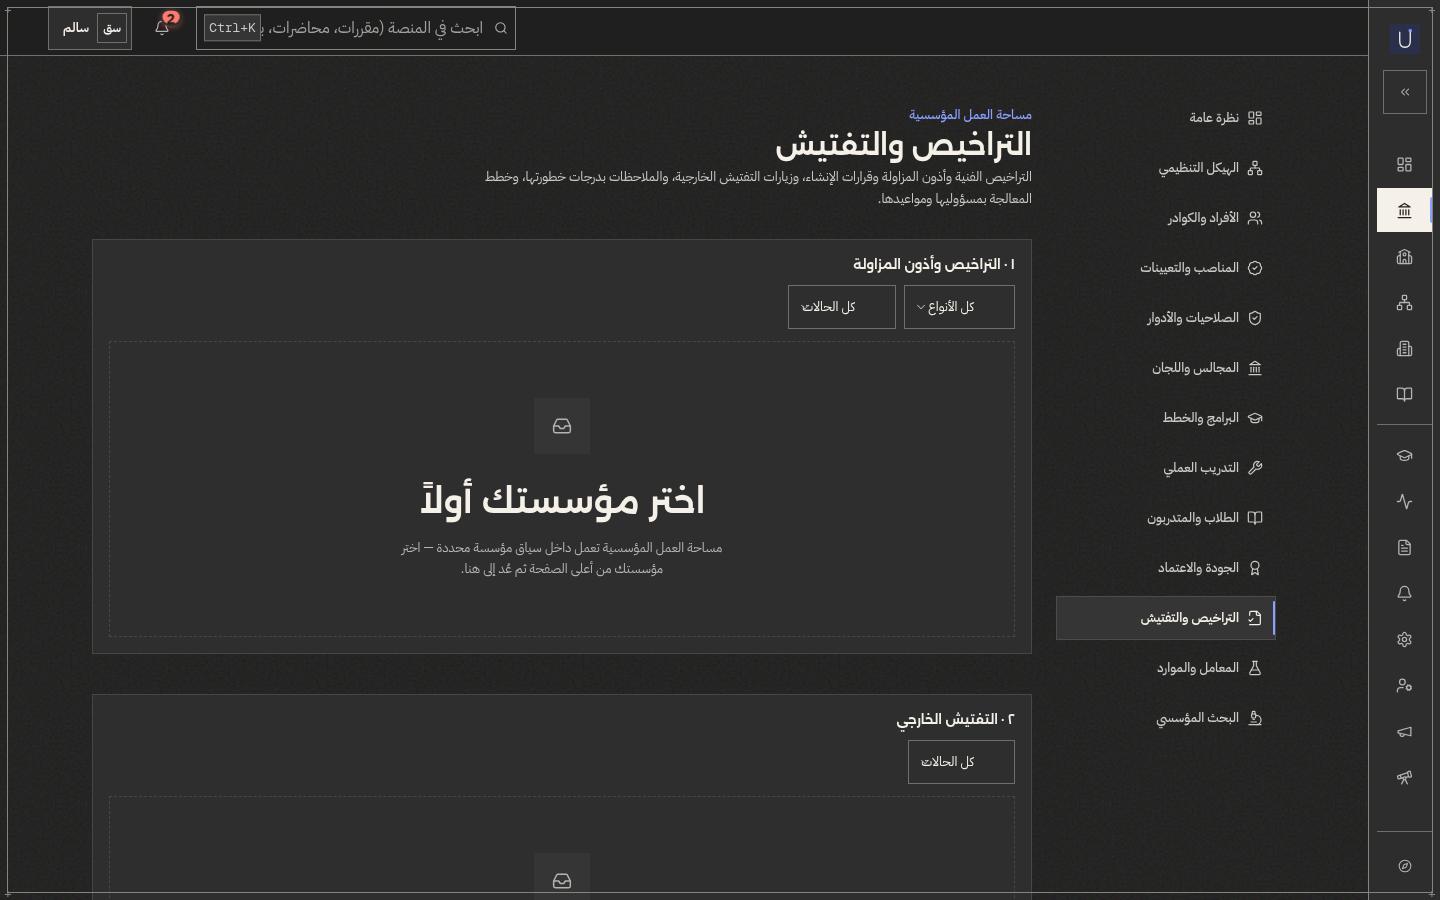 U
ابحث في المنصة (مقررات، محاضرات، ب
Ctrl+K
2
سق
سالم
نظرة عامة
الهيكل التنظيمي
الأفراد والكوادر
المناصب والتعيينات
الصلاحيات والأدوار
المجالس واللجان
البرامج والخطط
التدريب العملي
الطلاب والمتدربون
الجودة والاعتماد
التراخيص والتفتيش
المعامل والموارد
البحث المؤسسي
مساحة العمل المؤسسية
التراخيص والتفتيش
التراخيص الفنية وأذون المزاولة وقرارات الإنشاء، وزيارات التفتيش الخارجية، والملاحظات بدرجات خطورتها، وخطط
المعالجة بمسؤوليها ومواعيدها.
٠١ التراخيص وأذون المزاولة
كل الأنواع
كل الحالات
اختر مؤسستك أولاً
مساحة العمل المؤسسية تعمل داخل سياق مؤسسة محددة — اختر
مؤسستك من أعلى الصفحة ثم عُد إلى هنا.
٠٢ التفتيش الخارجي
كل الحالات